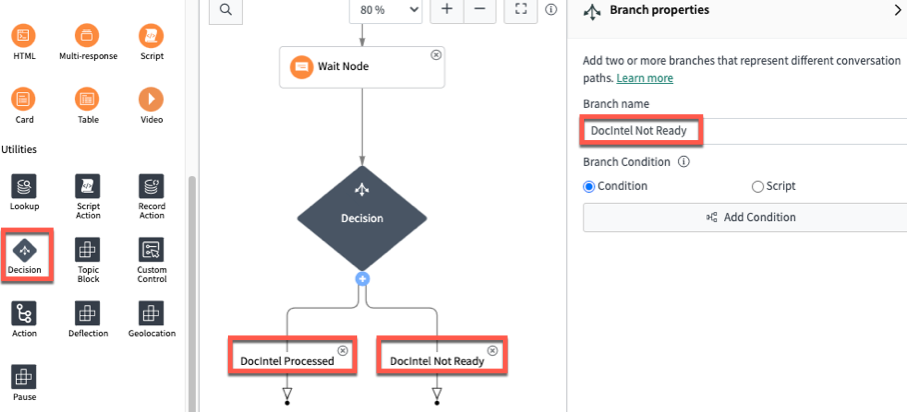 HTML
Multi-response
Script
Card
Table
Video
Utilities
Lookup
Script
Action
Record
Action
Decision
Topic
Block
Custom
Control
Action
Deflection
Geolocation
Pause
80 %
Wait Node
Decision
DocIntel Processed
DocIntel Not Ready
Branch properties
Add two or more branches that represent different conversation
paths. Learn more
Branch name
DocIntel Not Ready
Branch Condition
Condition
Script
Add Condition